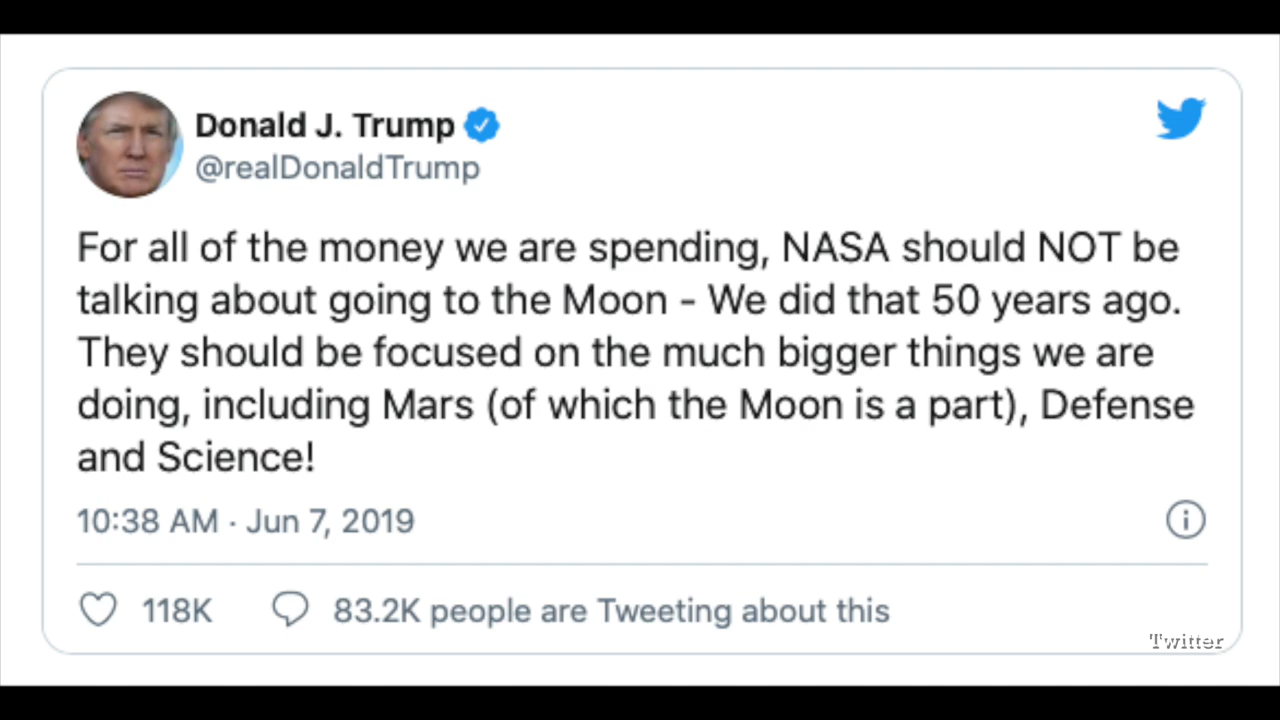 Donald J. Trump
@realDonaldTrump
For all of the money we are spending, NASA should NOT be
talking about going to the Moon - We did that 50 years ago.
They should be focused on the much bigger things we are
doing, including Mars (of which the Moon is a part), Defense
and Science!
10:38 AM · Jun 7, 2019
118K 83.2K people are Tweeting about this
Twitter